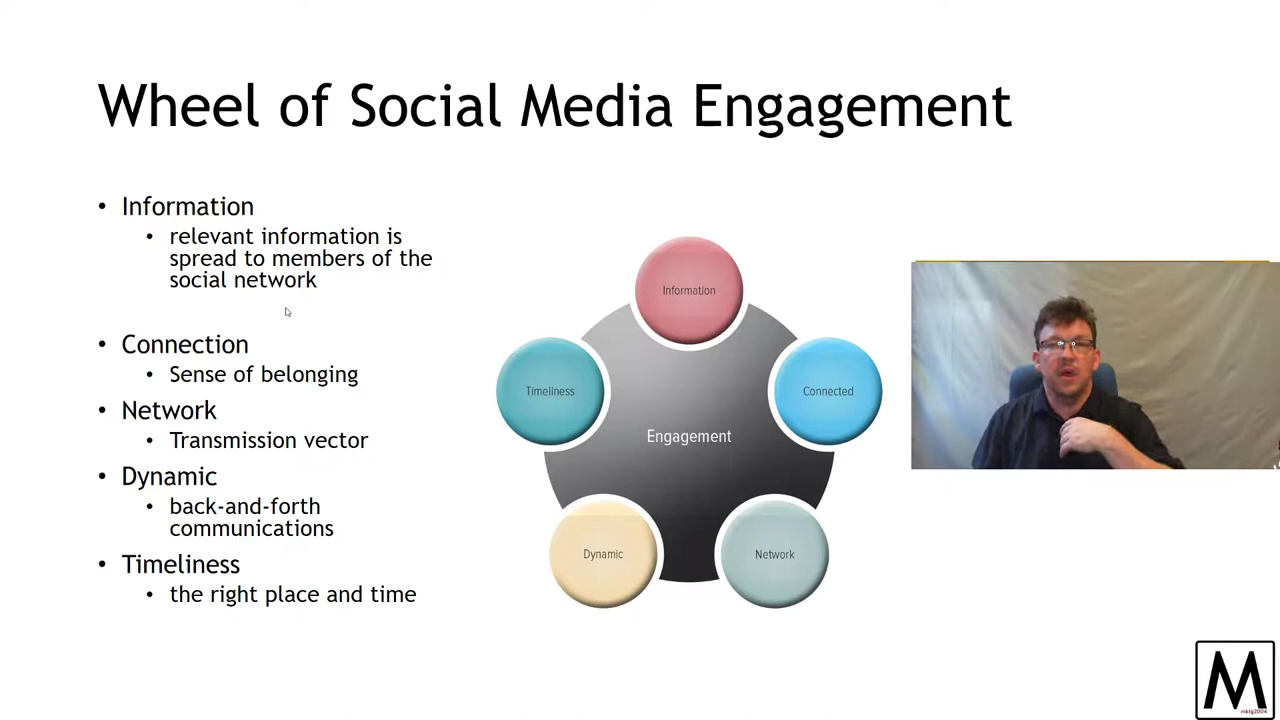 Wheel of Social Media Engagement
• Information
• relevant information is
spread to members of the
social network
• Connection
• Sense of belonging
• Network
• Transmission vector
• Dynamic
• back-and-forth
communications
• Timeliness
• the right place and time
Information
Timeliness
Connected
Engagement
Dynamic
Network
M
mktg2004